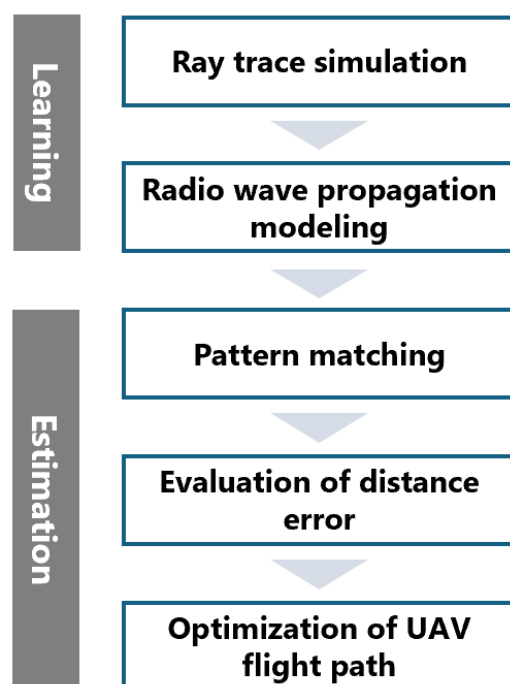 Learning
Ray trace simulation
Radio wave propagation
modeling
Estimation
Pattern matching
Evaluation of distance
error
Optimization of UAV
flight path